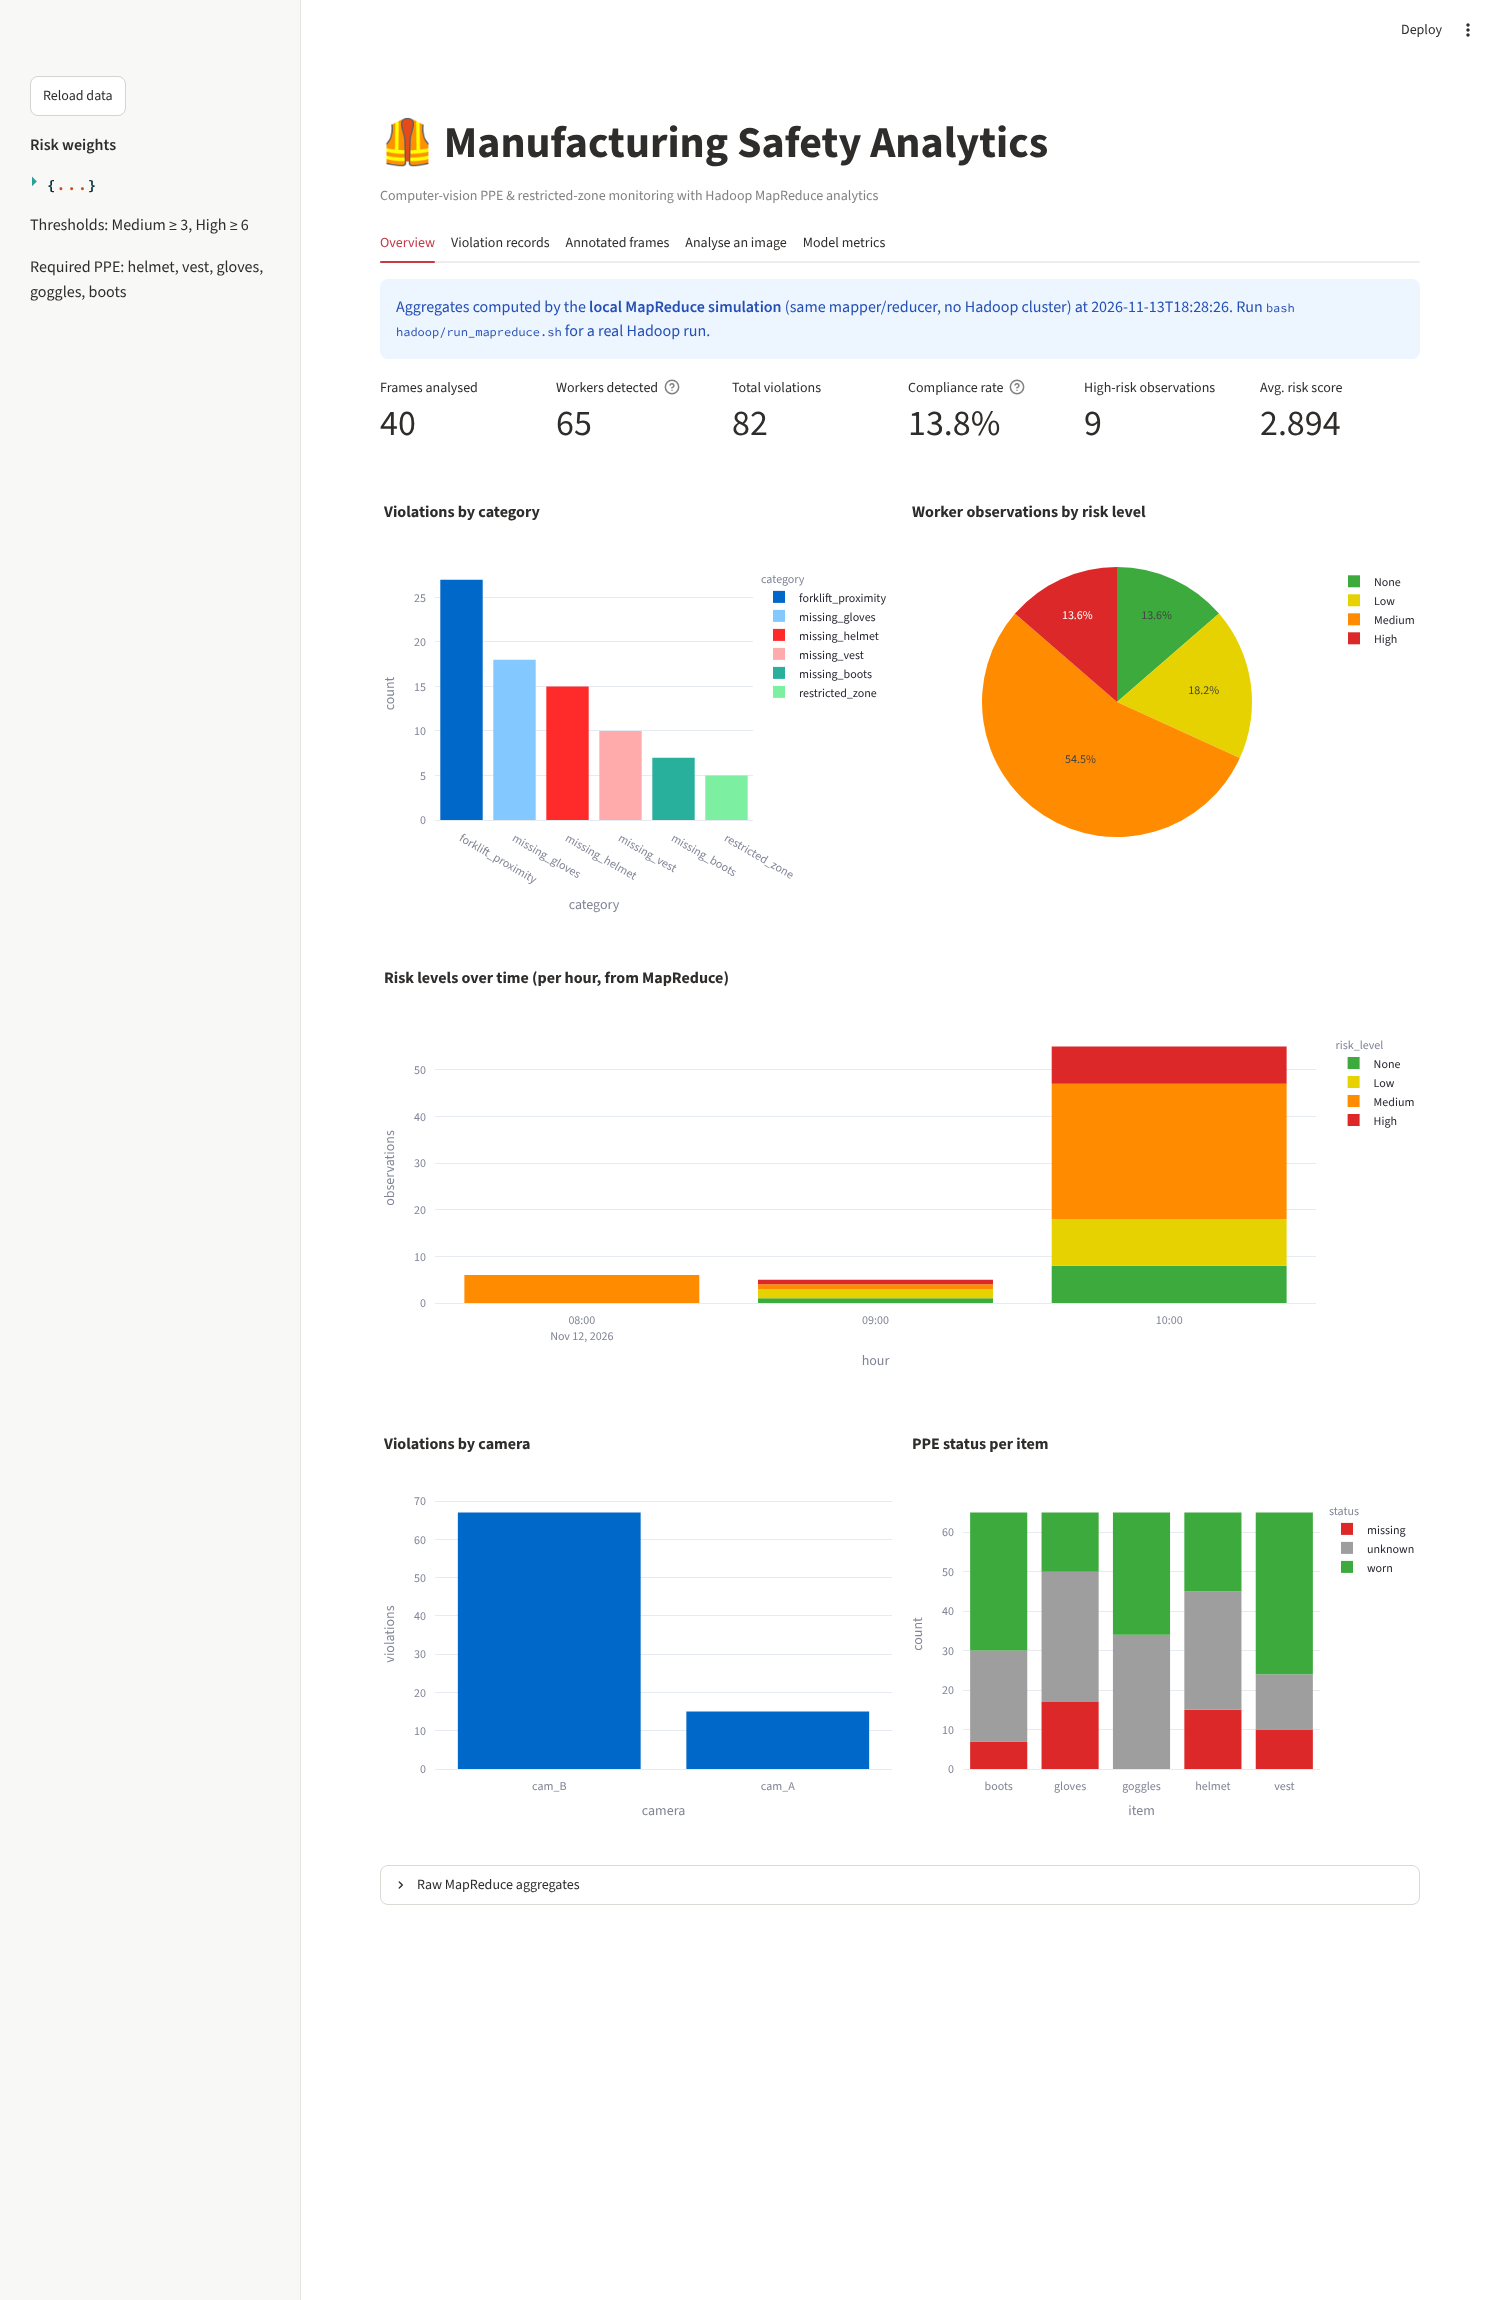 Deploy
Reload data
Risk weights
{...}
Thresholds: Medium ≥ 3, High ≥ 6
Required PPE: helmet, vest, gloves,
goggles, boots
Manufacturing Safety Analytics
Computer-vision PPE & restricted-zone monitoring with Hadoop MapReduce analytics
Overview Violation records Annotated frames Analyse an image Model metrics
Aggregates computed by the local MapReduce simulation (same mapper/reducer, no Hadoop cluster) at 2026-11-13T18:28:26. Run bash
hadoop/run_mapreduce.sh for a real Hadoop run.
Frames analysed
40
Workers detected
65
Total violations
82
Compliance rate
13.8%
High-risk observations
9
Avg. risk score
2.894
Violations by category
count
25
20
15
10
5
0
forklift_proximity
missing_gloves
missing_helmet
missing_vest
missing_boots
restricted_zone
category
category
forklift_proximity
missing_gloves
missing_helmet
missing_vest
missing_boots
restricted_zone
Worker observations by risk level
13.6%
13.6%
18.2%
54.5%
None
Low
Medium
High
Risk levels over time (per hour, from MapReduce)
observations
50
40
30
20
10
0
08:00
Nov 12, 2026
09:00
10:00
hour
risk_level
None
Low
Medium
High
Violations by camera
violations
70
60
50
40
30
20
10
0
cam_B
cam_A
camera
PPE status per item
count
60
50
40
30
20
10
0
boots
gloves
goggles
helmet
vest
item
status
missing
unknown
worn
Raw MapReduce aggregates